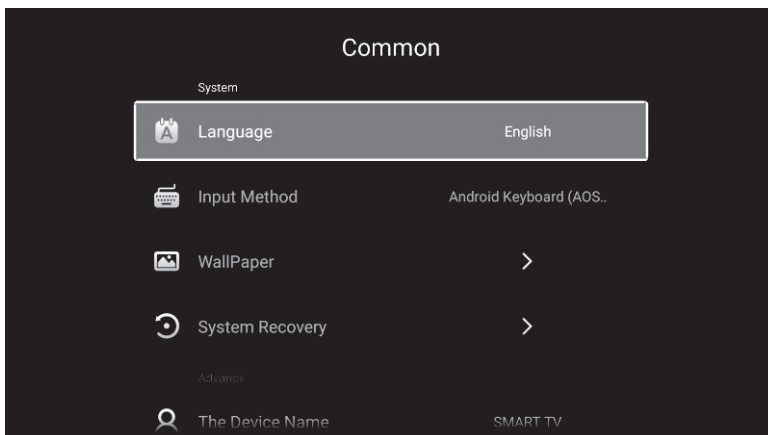 Common
System
Language English
Input Method Android Keyboard (AOS..
WallPaper
System Recovery
Advance
The Device Name SMART TV